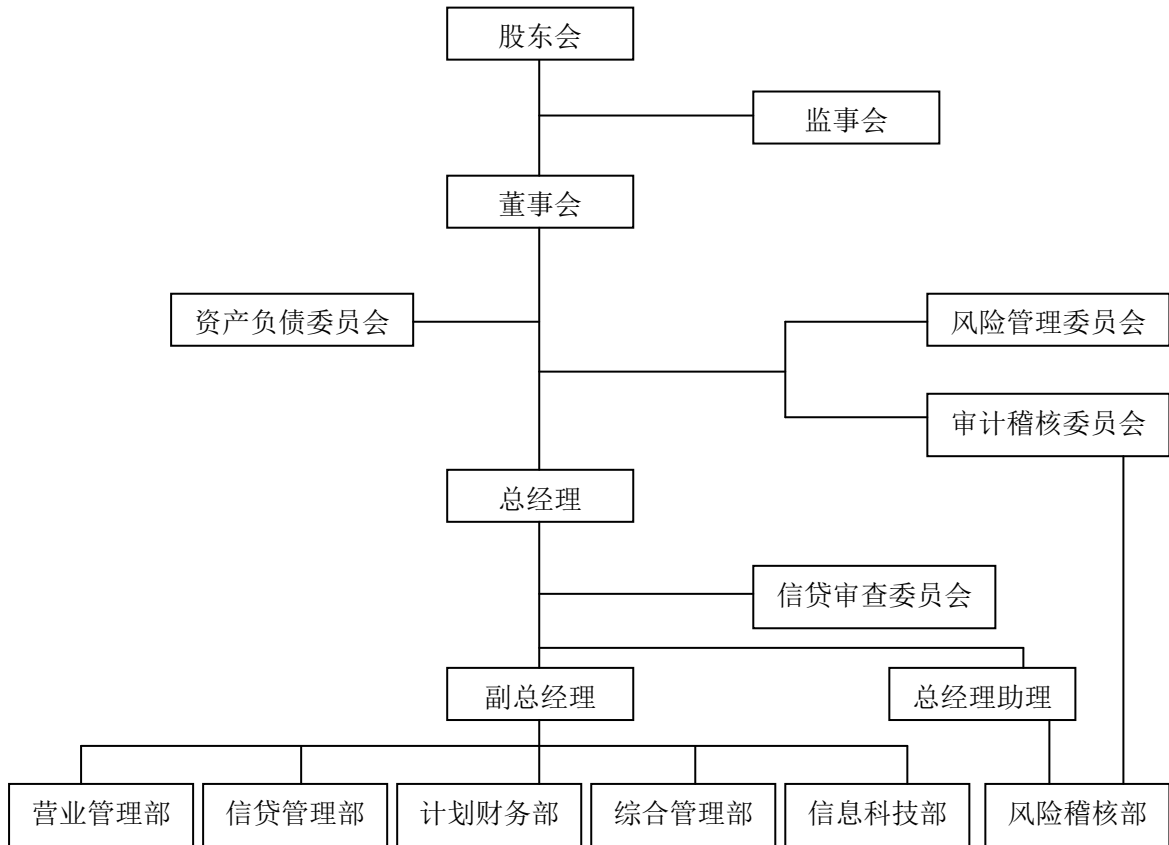 股东会
监事会
董事会
资产负债委员会
风险管理委员会
审计稽核委员会
总经理
信贷审查委员会
副总经理
总经理助理
营业管理部
信贷管理部
计划财务部
综合管理部
信息科技部
风险稽核部